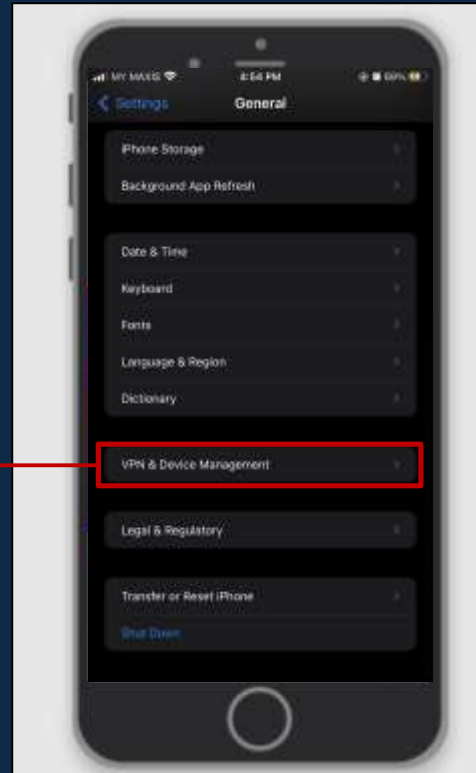 MY MAXIS 4:54 PM 69%
Settings General
iPhone Storage
Background App Refresh
Date & Time
Keyboard
Fonts
Language & Region
Dictionary
VPN & Device Management
Legal & Regulatory
Transfer or Reset iPhone
Shut Down